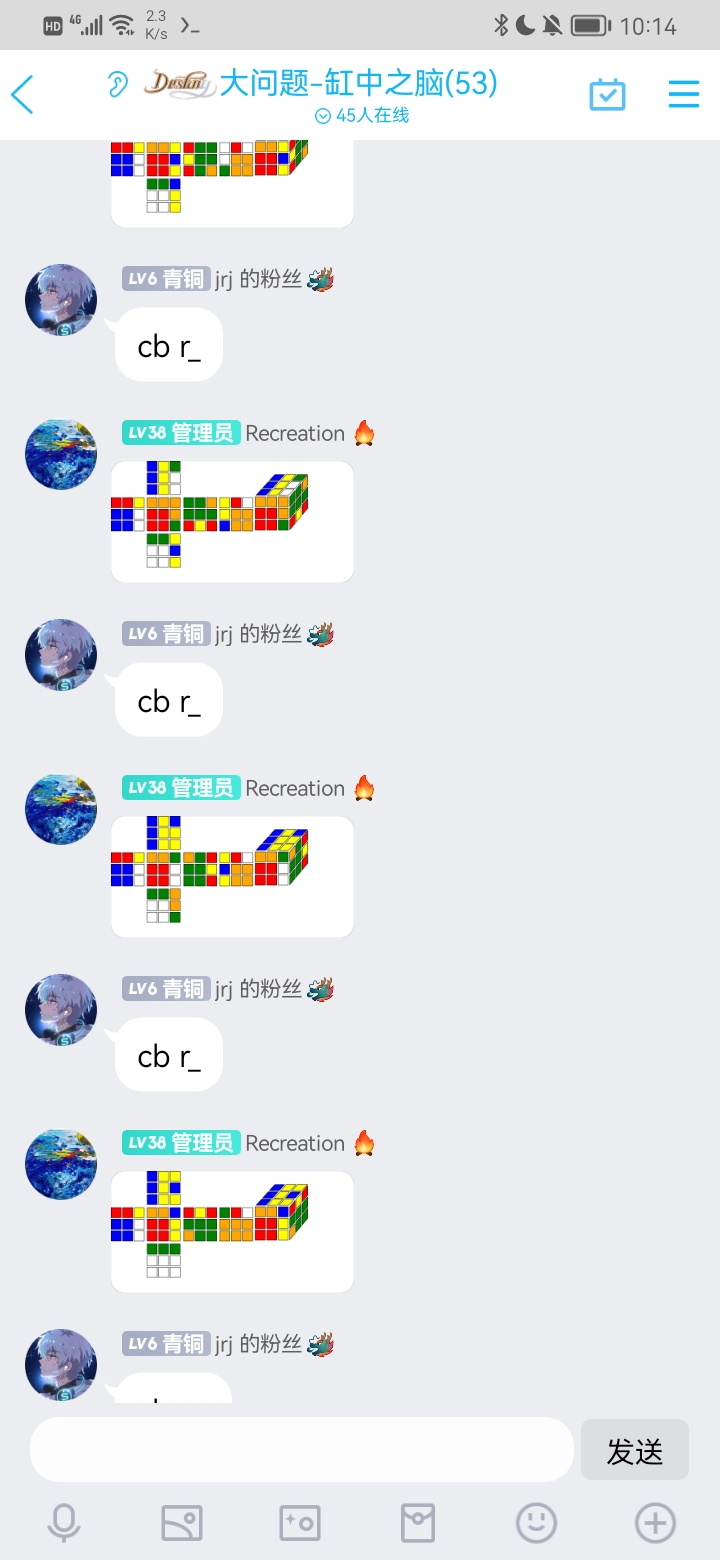 HD 4G 2.3 K/s >_ 10:14
Destiny 大问题-缸中之脑(53)
45人在线
LV6 青铜 jrj 的粉丝
cb r_
LV38 管理员 Recreation
LV6 青铜 jrj 的粉丝
cb r_
LV38 管理员 Recreation
LV6 青铜 jrj 的粉丝
cb r_
LV38 管理员 Recreation
LV6 青铜 jrj 的粉丝
发送